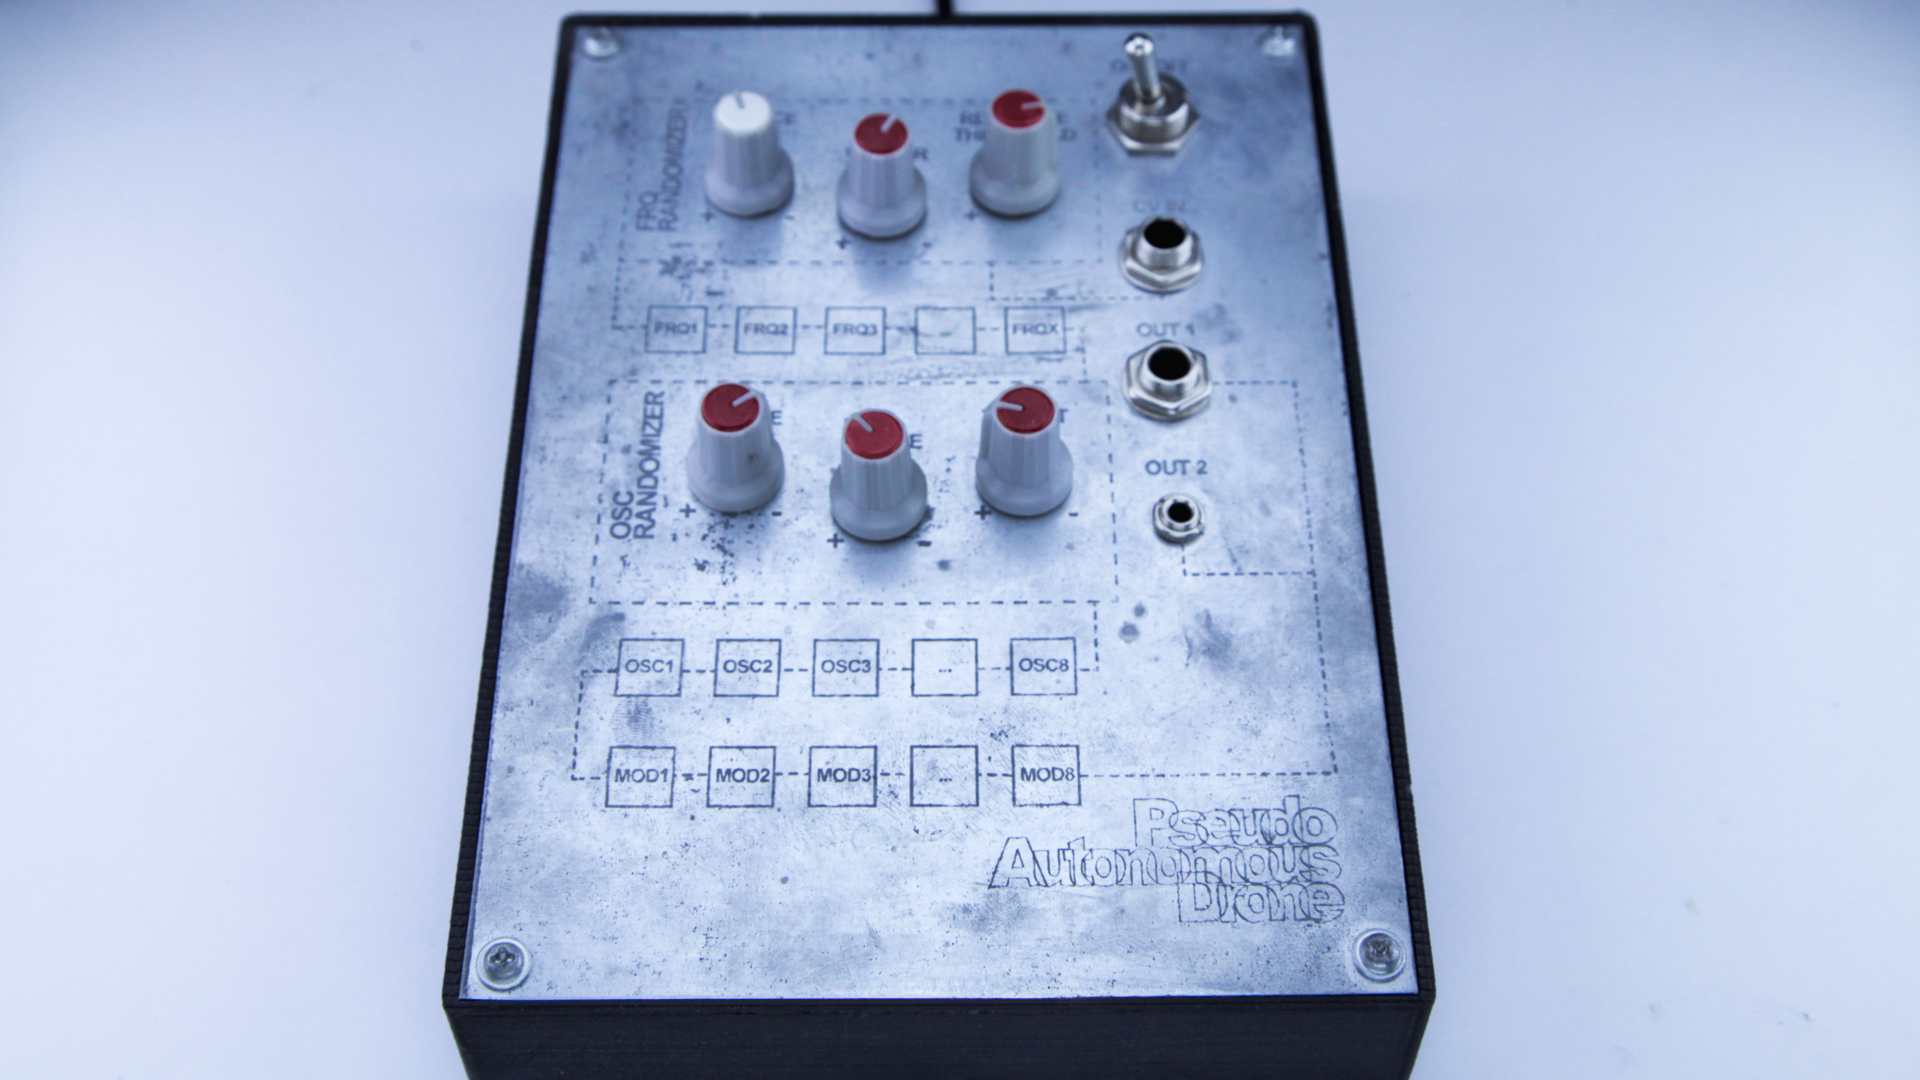 FRQ
RANDOMIZER
+ -
+ -
+
FRQ1 FRQ2 FRQ3 ... FRQX
OUT 1
OSC
RANDOMIZER
+ -
+ -
+ -
OUT 2
OSC1 OSC2 OSC3 ... OSC8
MOD1 MOD2 MOD3 ... MOD8
Pseudo
Autonomous
Drone